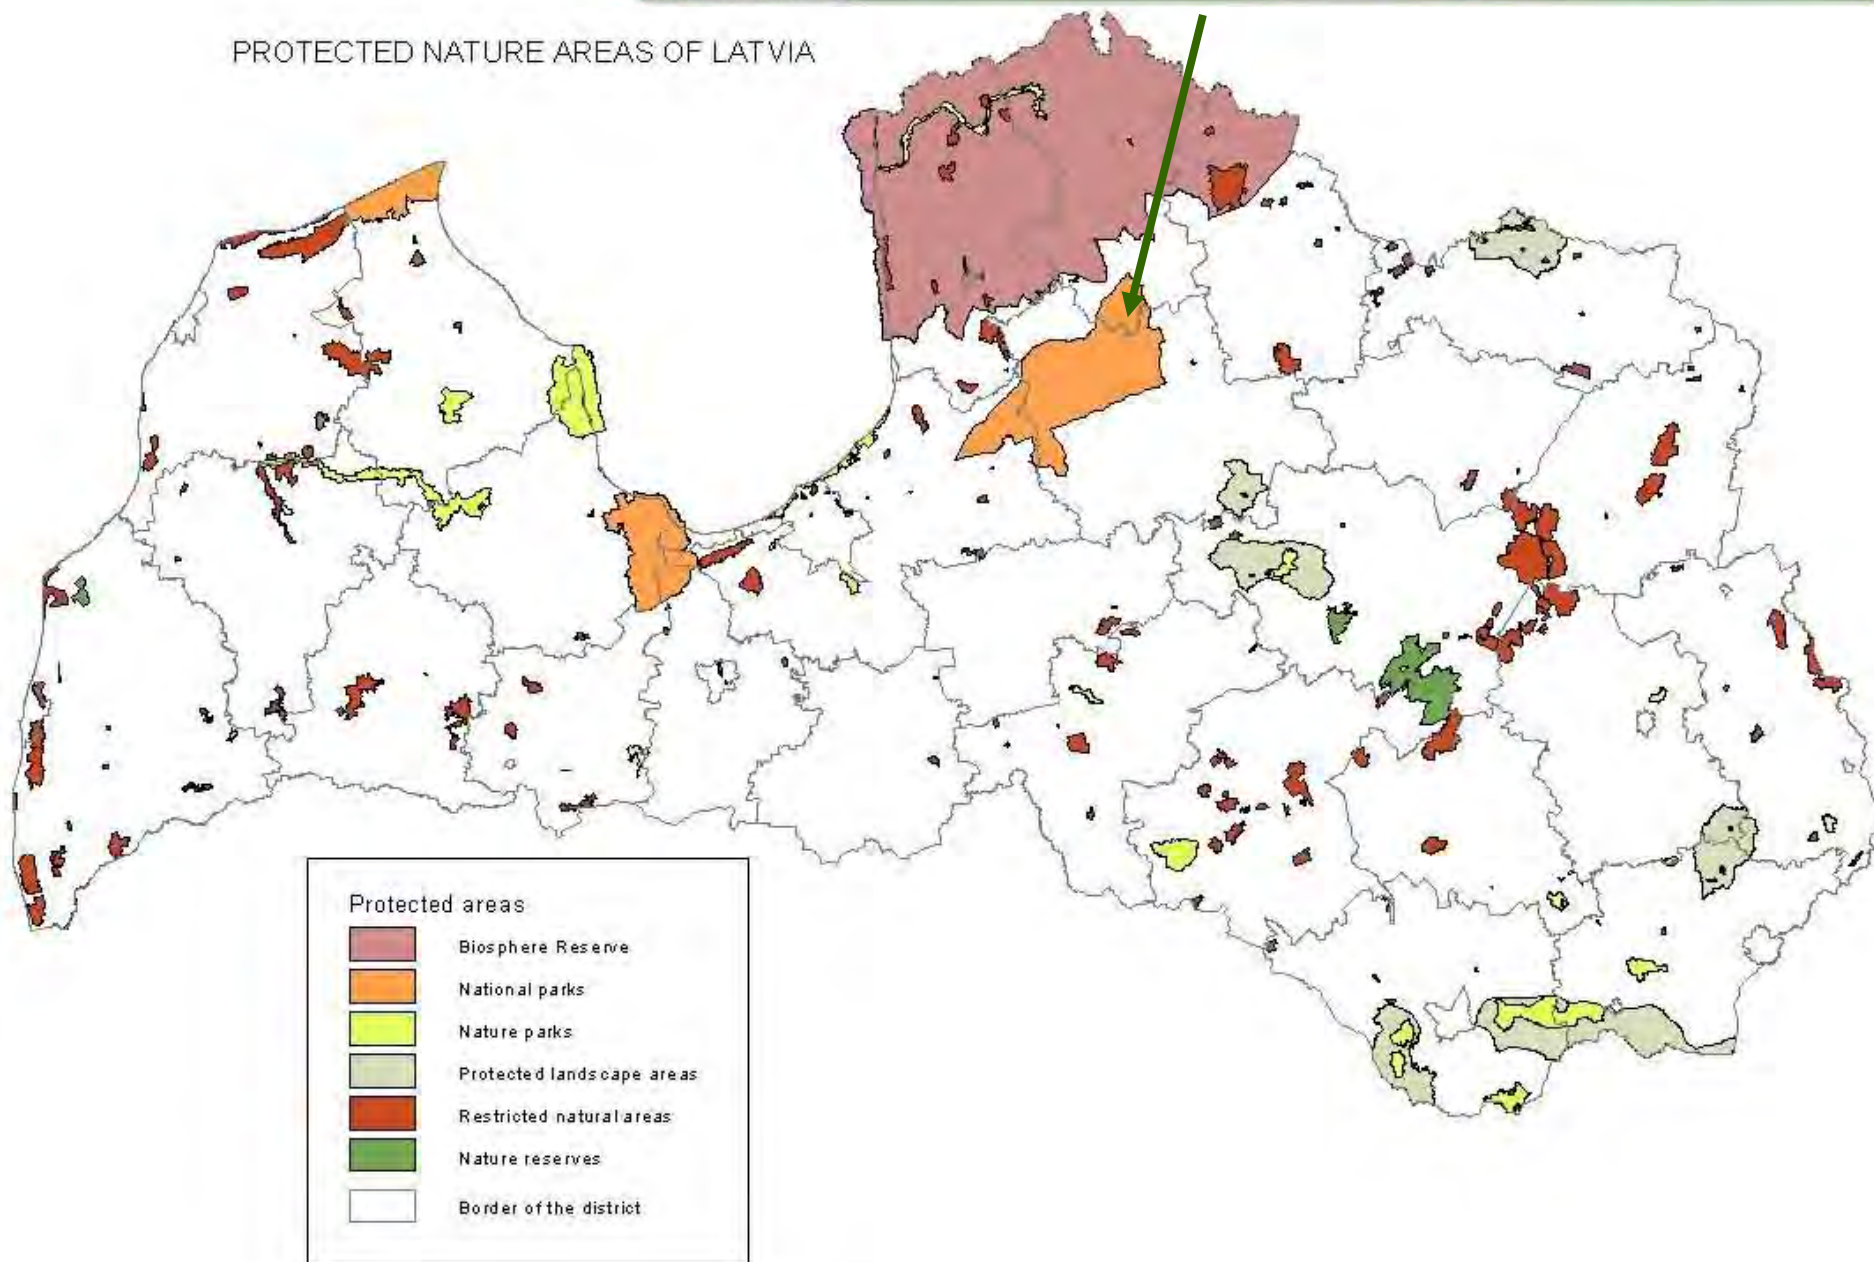 PROTECTED NATURE AREAS OF LATVIA
Protected areas
Biosphere Reserve
National parks
Nature parks
Protected landscape areas
Restricted natural areas
Nature reserves
Border of the district